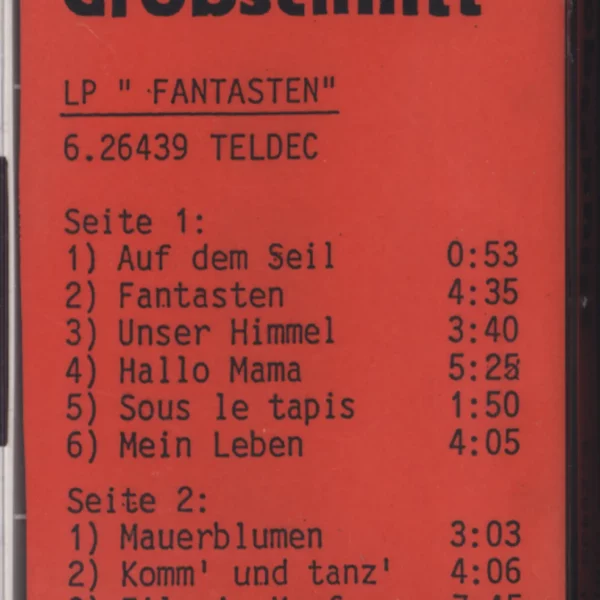 Grobschnitt
LP " FANTASTEN"
6.26439 TELDEC
Seite 1:
1) Auf dem Seil 0:53
2) Fantasten 4:35
3) Unser Himmel 3:40
4) Hallo Mama 5:25
5) Sous le tapis 1:50
6) Mein Leben 4:05
Seite 2:
1) Mauerblumen 3:03
2) Komm' und tanz' 4:06